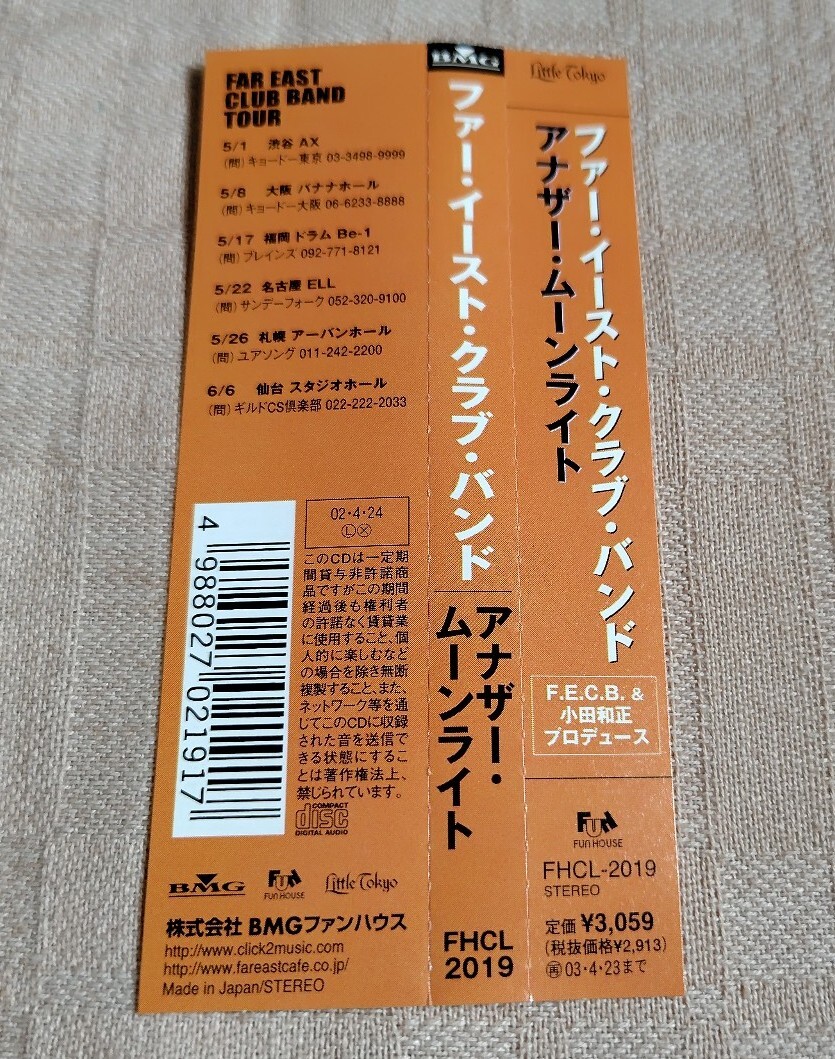 FAR EAST
CLUB BAND
TOUR
5/1 渋谷 AX
(問)キョードー東京 03-3498-9999
5/8 大阪 バナナホール
(問)キョードー大阪 06-6233-8888
5/17 福岡 ドラム Be-1
(問)ブレインズ 092-771-8121
5/22 名古屋 ELL
(問)サンデーフォーク 052-320-9100
5/26 札幌 アーバンホール
(問)ユアソング 011-242-2200
6/6 仙台 スタジオホール
(問)ギルドCS倶楽部 022-222-2033
4 988027 021917
02・4・24
Ⓛ ⓧ
このCDは一定期
間貸与非許諾商
品ですがこの期間
経過後も権利者
の許諾なく賃貸業
に使用すること、個
人的に楽しむなど
の場合を除き無断
複製すること、また、
ネットワーク等を通
じてこのCDに収録
された音を送信で
きる状態にするこ
とは著作権法上、
禁じられています。
COMPACT
disc
DIGITAL AUDIO
BMG
FUN HOUSE
Little Tokyo
株式会社 BMGファンハウス
http://www.click2music.com
http://www.fareastcafe.co.jp/
Made in Japan/STEREO
BMG
ファー・イースト・クラブ・バンド
アナザー・
ムーンライト
FHCL
2019
Little Tokyo
ファー・イースト・クラブ・バンド
アナザー・ムーンライト
F.E.C.B. &
小田和正
プロデュース
FUN HOUSE
FHCL-2019
STEREO
定価 ¥3,059
(税抜価格¥2,913)
㊢03・4・23まで